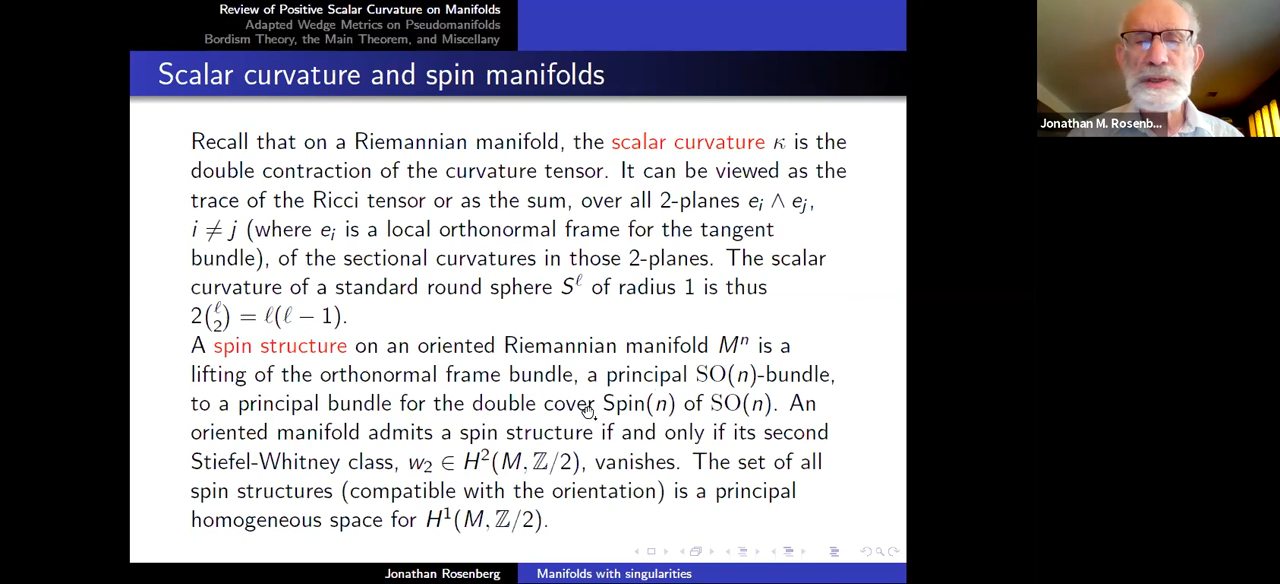 Review of Positive Scalar Curvature on Manifolds
Adapted Wedge Metrics on Pseudomanifolds
Bordism Theory, the Main Theorem, and Miscellany
Scalar curvature and spin manifolds
Recall that on a Riemannian manifold, the scalar curvature κ is the
double contraction of the curvature tensor. It can be viewed as the
trace of the Ricci tensor or as the sum, over all 2-planes e_i ∧ e_j,
i ≠ j (where e_i is a local orthonormal frame for the tangent
bundle), of the sectional curvatures in those 2-planes. The scalar
curvature of a standard round sphere S^ℓ of radius 1 is thus
2(ℓ 2) = ℓ(ℓ − 1).
A spin structure on an oriented Riemannian manifold M^n is a
lifting of the orthonormal frame bundle, a principal SO(n)-bundle,
to a principal bundle for the double cover Spin(n) of SO(n). An
oriented manifold admits a spin structure if and only if its second
Stiefel-Whitney class, w_2 ∈ H^2(M, ℤ/2), vanishes. The set of all
spin structures (compatible with the orientation) is a principal
homogeneous space for H^1(M, ℤ/2).
Jonathan Rosenberg
Manifolds with singularities
Jonathan M. Rosenb...